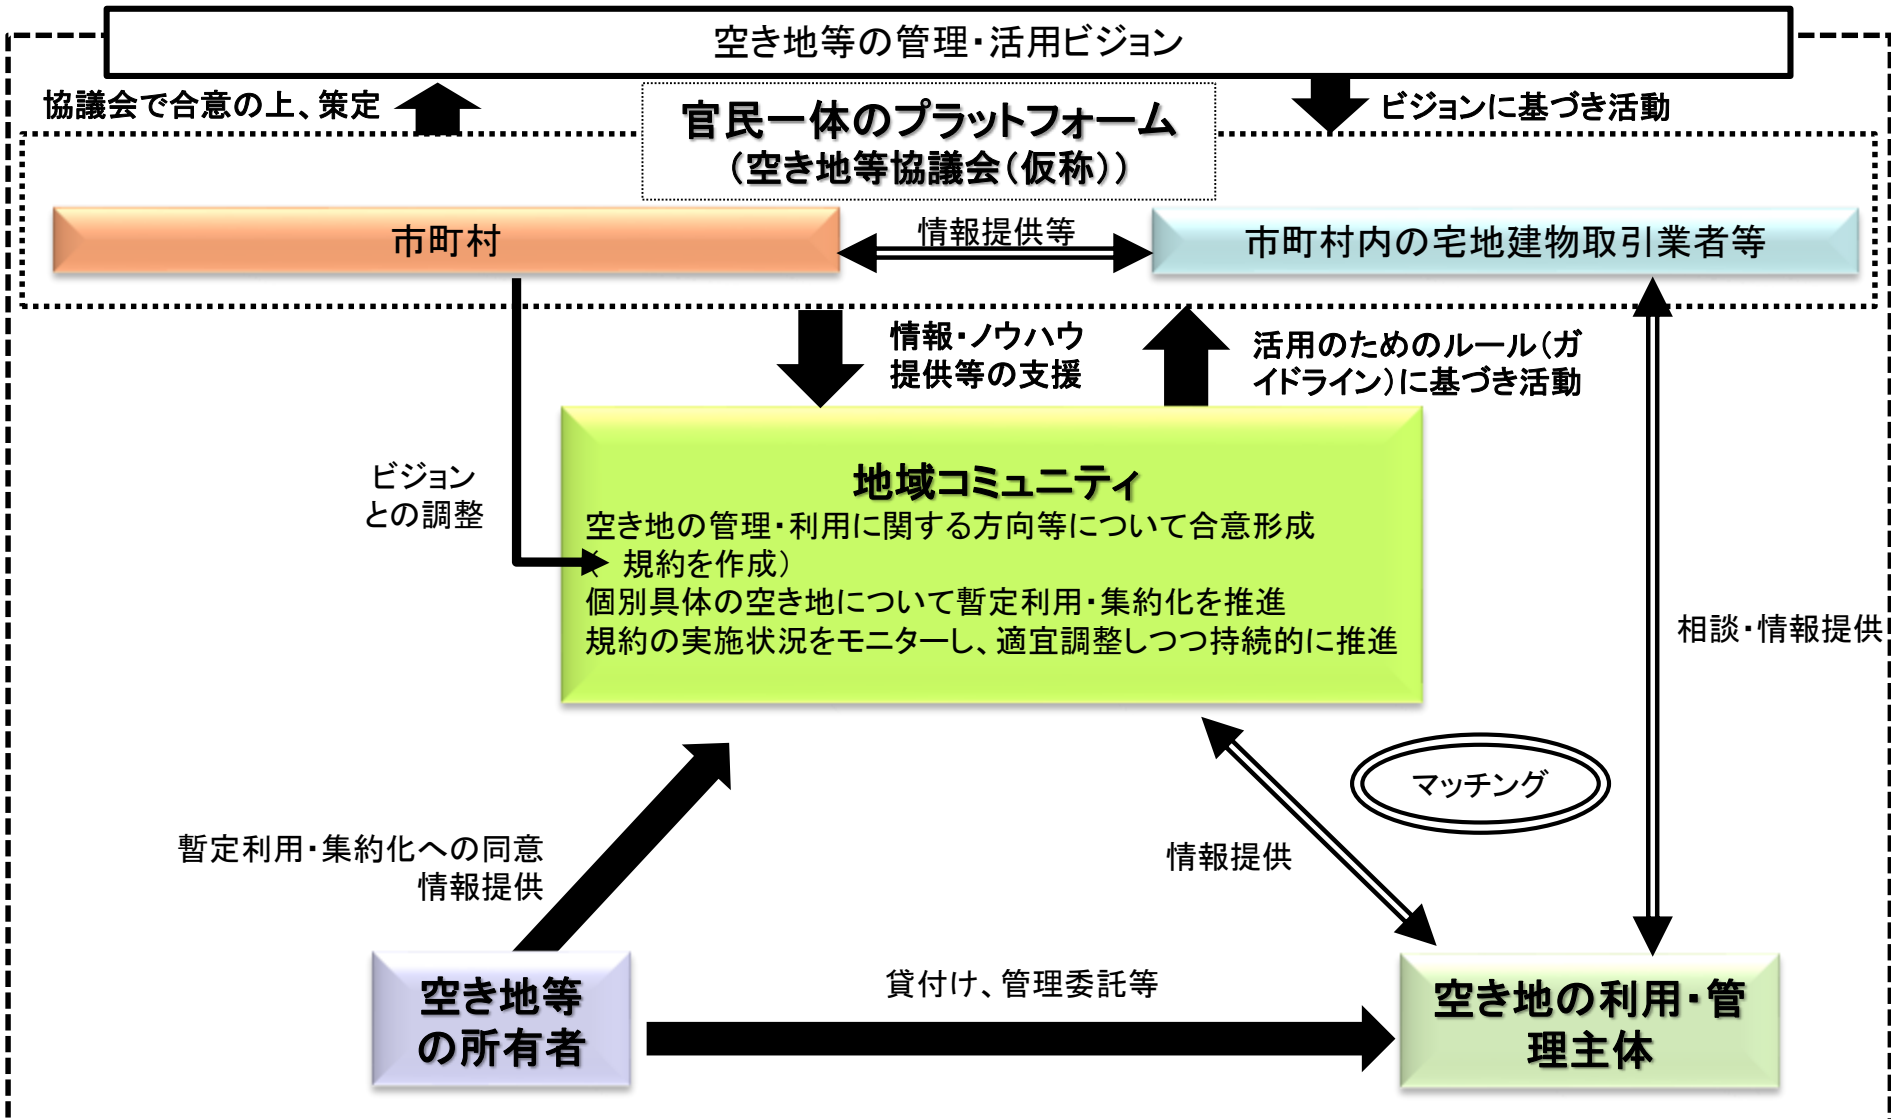 空き地等の管理・活用ビジョン
協議会で合意の上、策定
ビジョンに基づき活動
官民一体のプラットフォーム
（空き地等協議会（仮称））
市町村
情報提供等
市町村内の宅地建物取引業者等
情報・ノウハウ
提供等の支援
活用のためのルール（ガ
イドライン）に基づき活動
ビジョン
との調整
地域コミュニティ
空き地の管理・利用に関する方向等について合意形成
（ 規約を作成）
個別具体の空き地について暫定利用・集約化を推進
規約の実施状況をモニターし、適宜調整しつつ持続的に推進
相談・情報提供
マッチング
暫定利用・集約化への同意
情報提供
情報提供
空き地等
の所有者
貸付け、管理委託等
空き地の利用・管
理主体